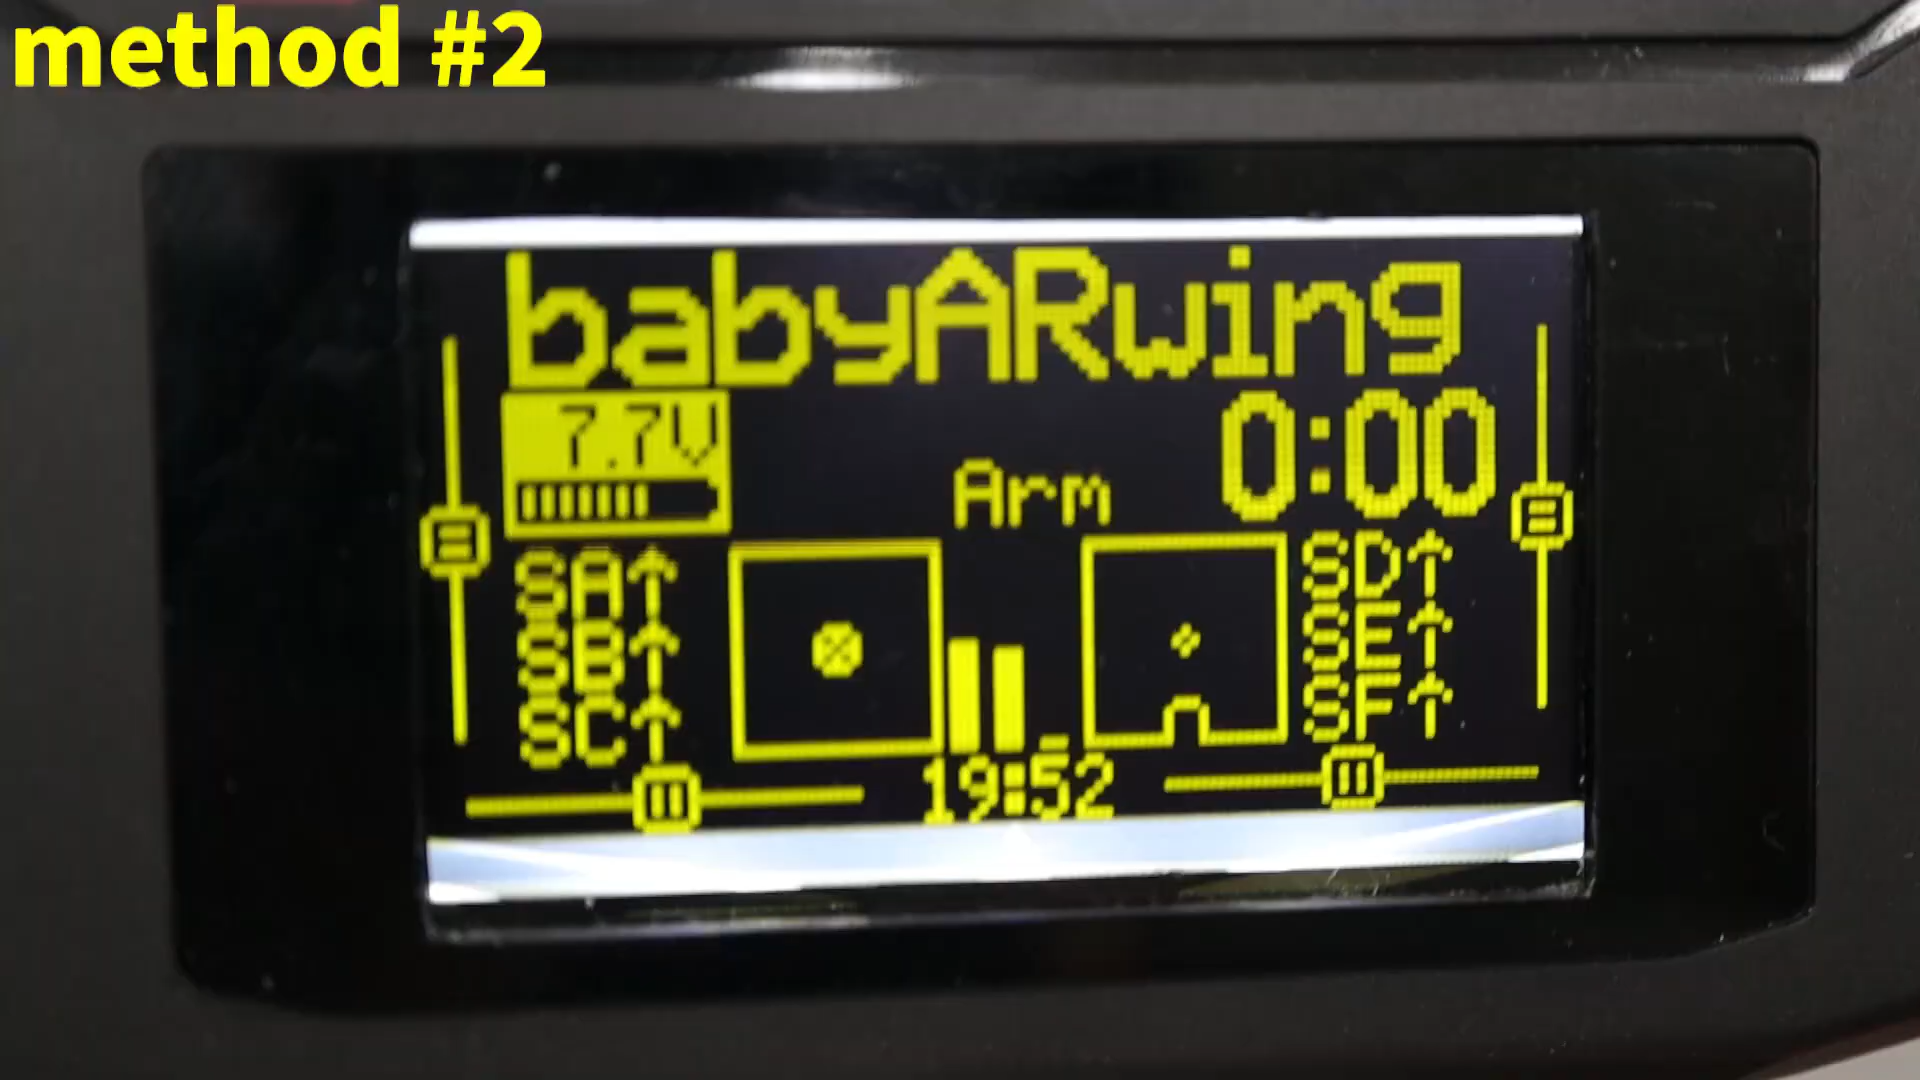 method #2
babyARwing
7.7V
Arm
0:00
SA↑
SB↑
SC↑
SD↑
SE↑
SF↑
19:52